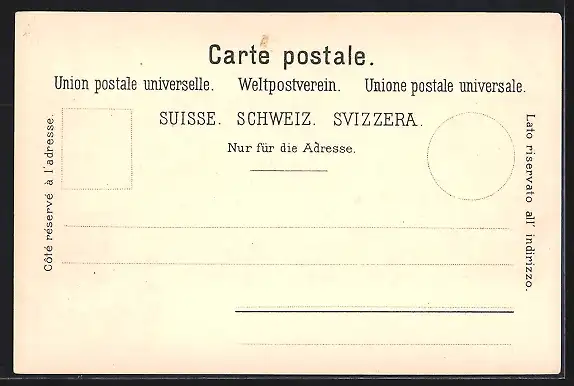 Carte postale.
Union postale universelle. Weltpostverein. Unione postale universale.
SUISSE. SCHWEIZ. SVIZZERA.
Nur für die Adresse.
Côté réservé à l'adresse.
Lato riservato all' indirizzo.